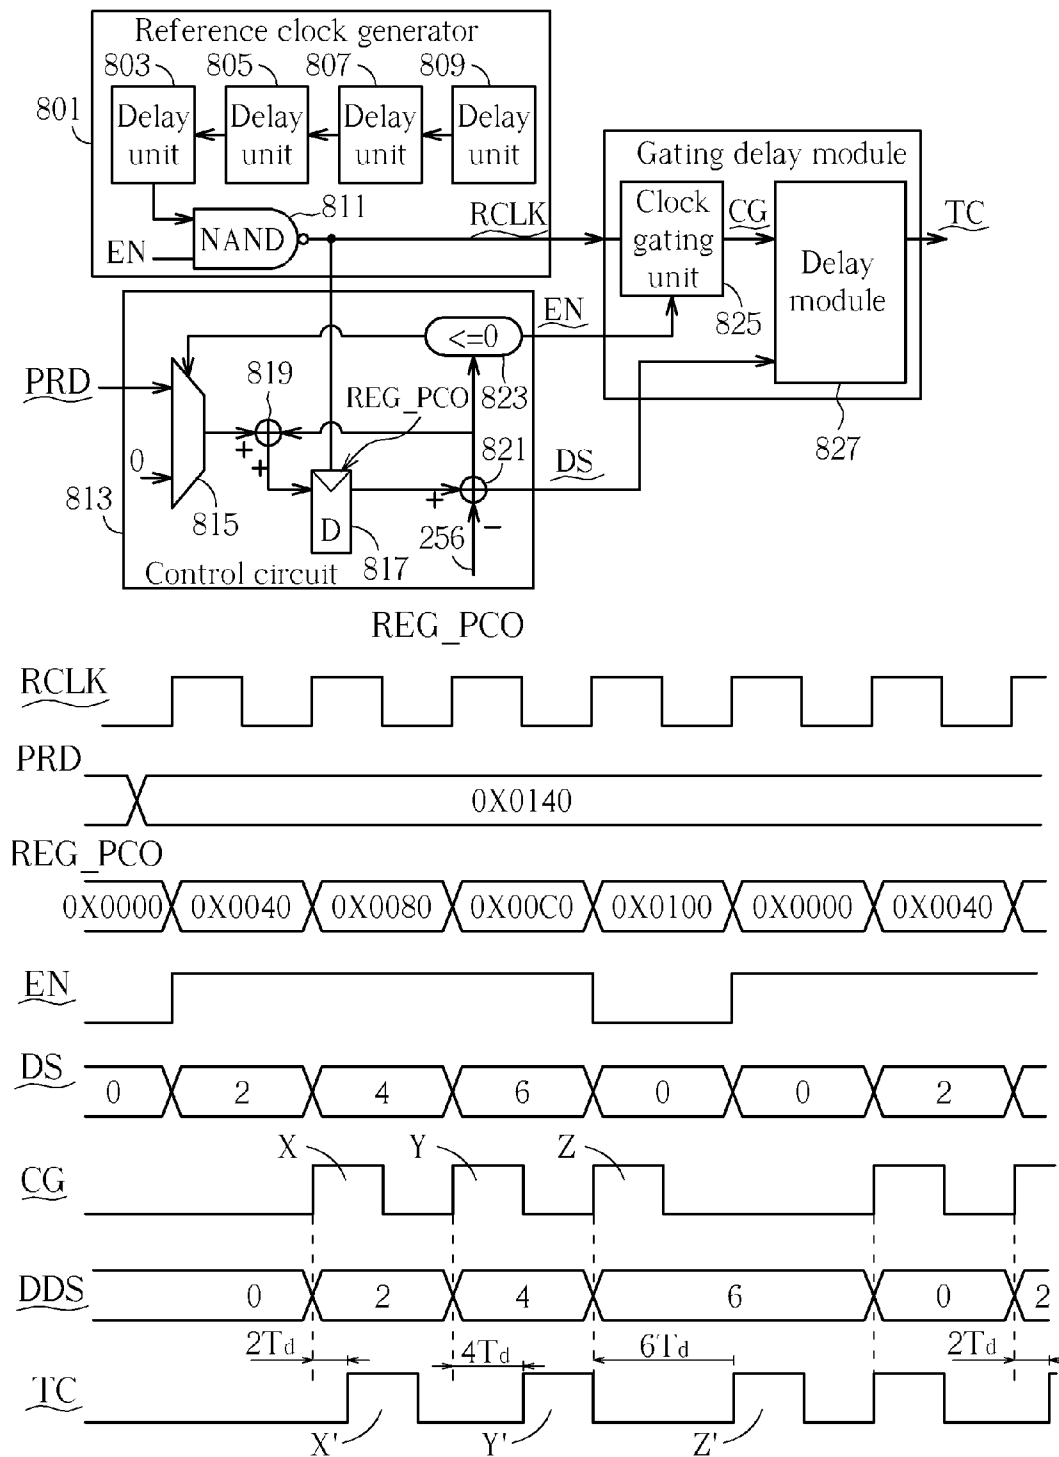 Reference clock generator
803 805 807 809
801
Delay unit
Delay unit
Delay unit
Delay unit
811
NAND
EN
RCLK
Gating delay module
Clock gating unit
CG
825
Delay module
827
TC
EN
<=0
823
PRD
0
815
819
+
+
REG_PCO
D
817
821
+
−
256
DS
813
Control circuit
REG_PCO
RCLK
PRD
0X0140
REG_PCO
0X0000 0X0040 0X0080 0X00C0 0X0100 0X0000 0X0040
EN
DS
0 2 4 6 0 0 2
X Y Z
CG
DDS
0 2 4 6 0 2
2Td 4Td 6Td 2Td
TC
X' Y' Z'